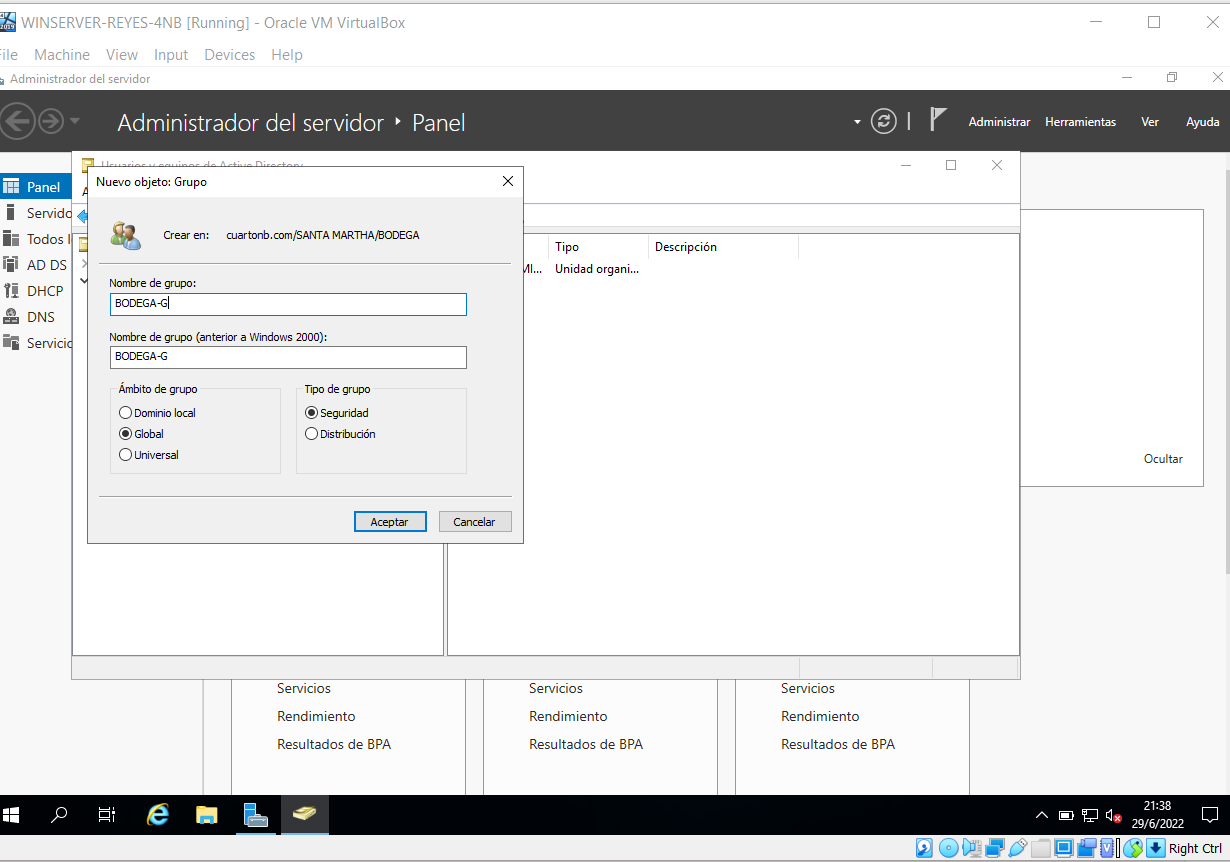 WINSERVER-REYES-4NB [Running] - Oracle VM VirtualBox
File Machine View Input Devices Help
Administrador del servidor
Administrador del servidor ‣ Panel
Administrar Herramientas Ver Ayuda
Usuarios y equipos de Active Directory
Nuevo objeto: Grupo
Panel
Servido
Todos l
AD DS
DHCP
DNS
Servicio
Crear en: cuartonb.com/SANTA MARTHA/BODEGA
Nombre de grupo:
BODEGA-G
Nombre de grupo (anterior a Windows 2000):
BODEGA-G
Ámbito de grupo
Dominio local
Global
Universal
Tipo de grupo
Seguridad
Distribución
Aceptar Cancelar
Tipo Descripción
MI... Unidad organi...
Ocultar
Servicios Servicios Servicios
Rendimiento Rendimiento Rendimiento
Resultados de BPA Resultados de BPA Resultados de BPA
21:38
29/6/2022
Right Ctrl